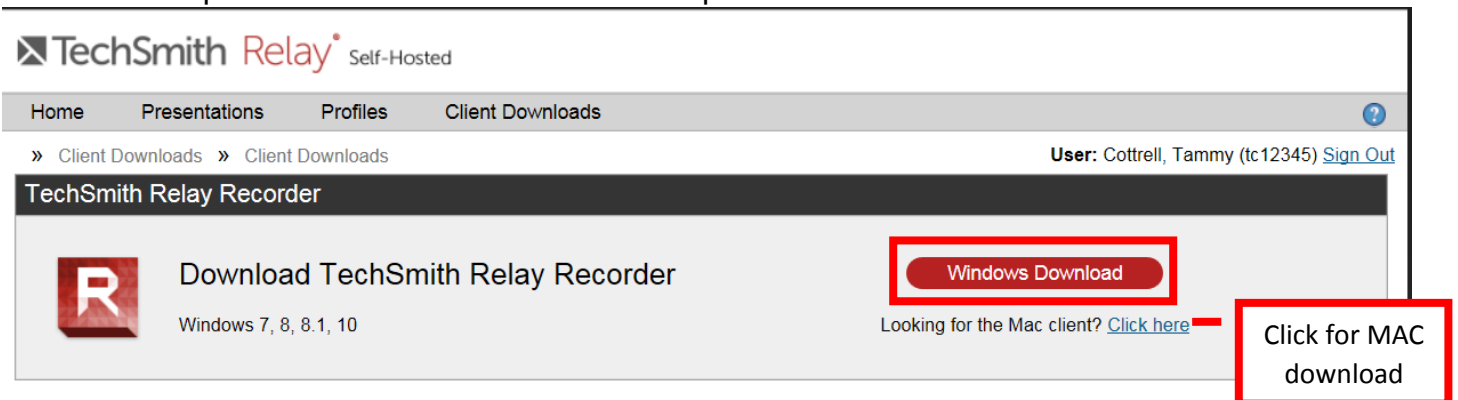 TechSmith Relay Self-Hosted
Home Presentations Profiles Client Downloads ?
» Client Downloads » Client Downloads User: Cottrell, Tammy (tc12345) Sign Out
TechSmith Relay Recorder
R
Download TechSmith Relay Recorder
Windows Download
Windows 7, 8, 8.1, 10
Looking for the Mac client? Click here
Click for MAC
download